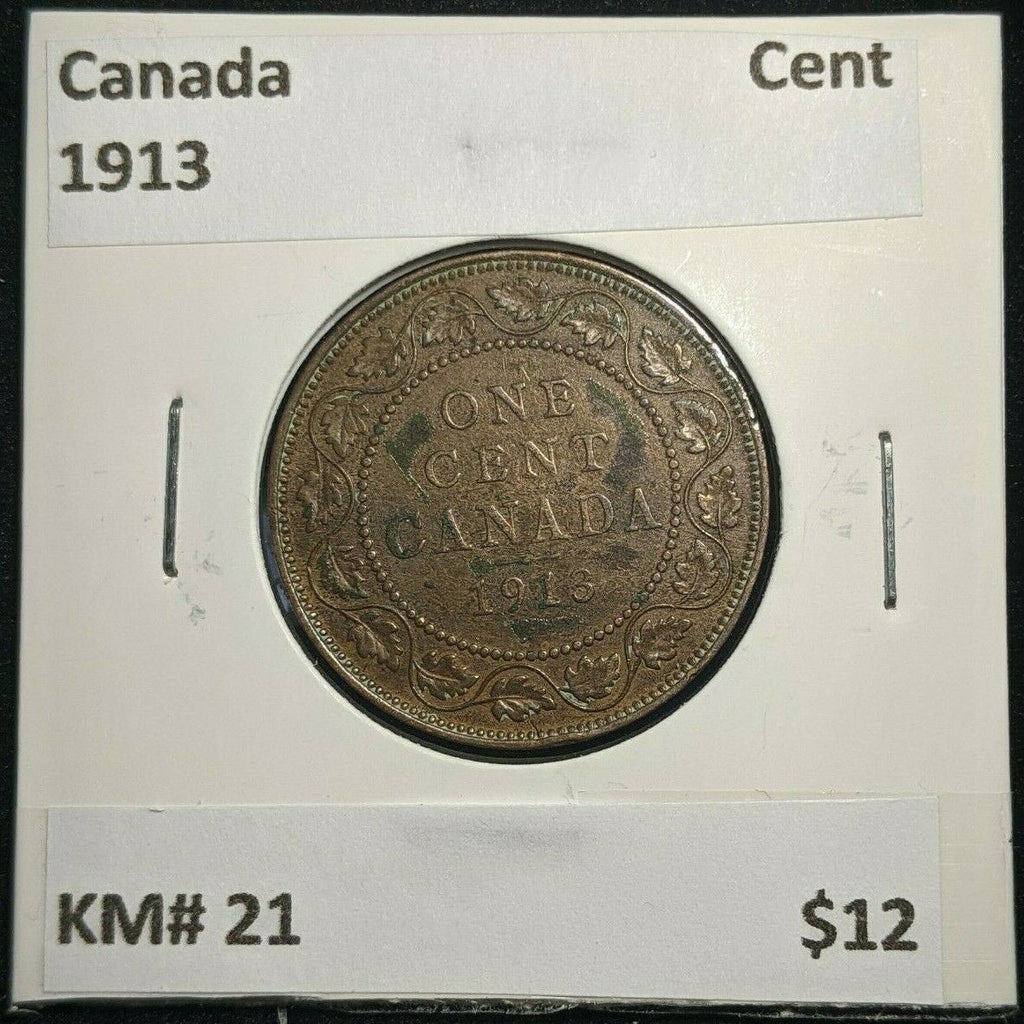 Canada Cent
1913
ONE
CENT
CANADA
1913
KM# 21 $12